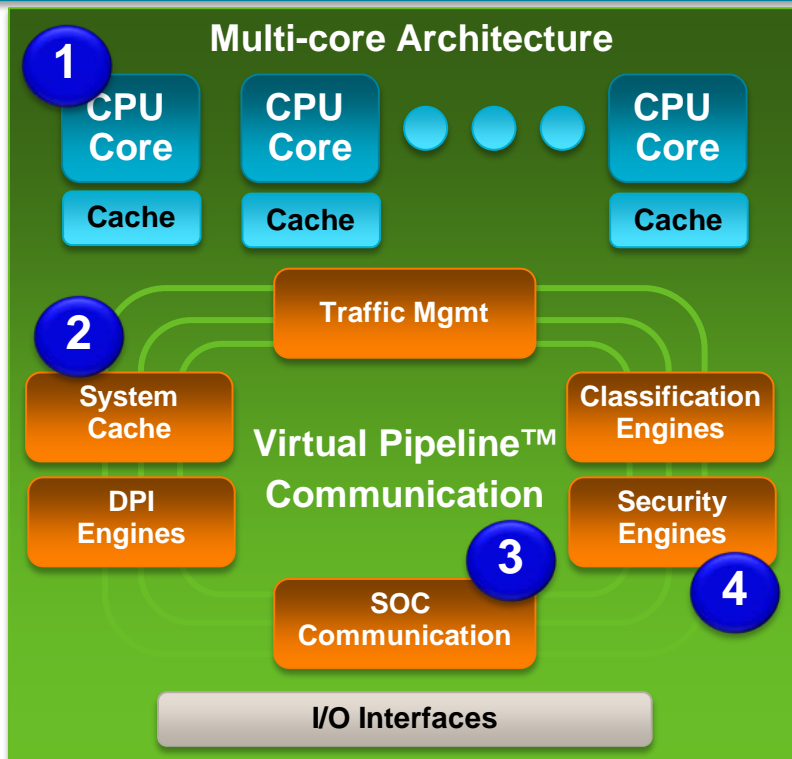 Multi-core Architecture
1
CPU
Core
CPU
Core
CPU
Core
Cache
Cache
Cache
Traffic Mgmt
2
System
Cache
Classification
Engines
Virtual Pipeline™
Communication
DPI
Engines
Security
Engines
3
4
SOC
Communication
I/O Interfaces